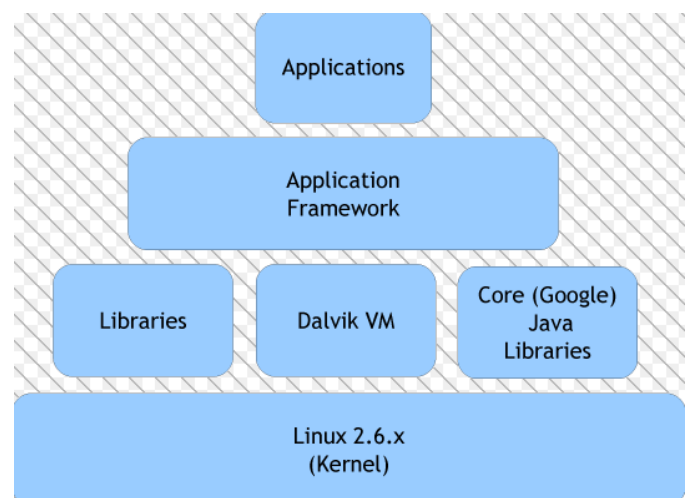 Applications
Application
Framework
Libraries
Dalvik VM
Core (Google)
Java
Libraries
Linux 2.6.x
(Kernel)